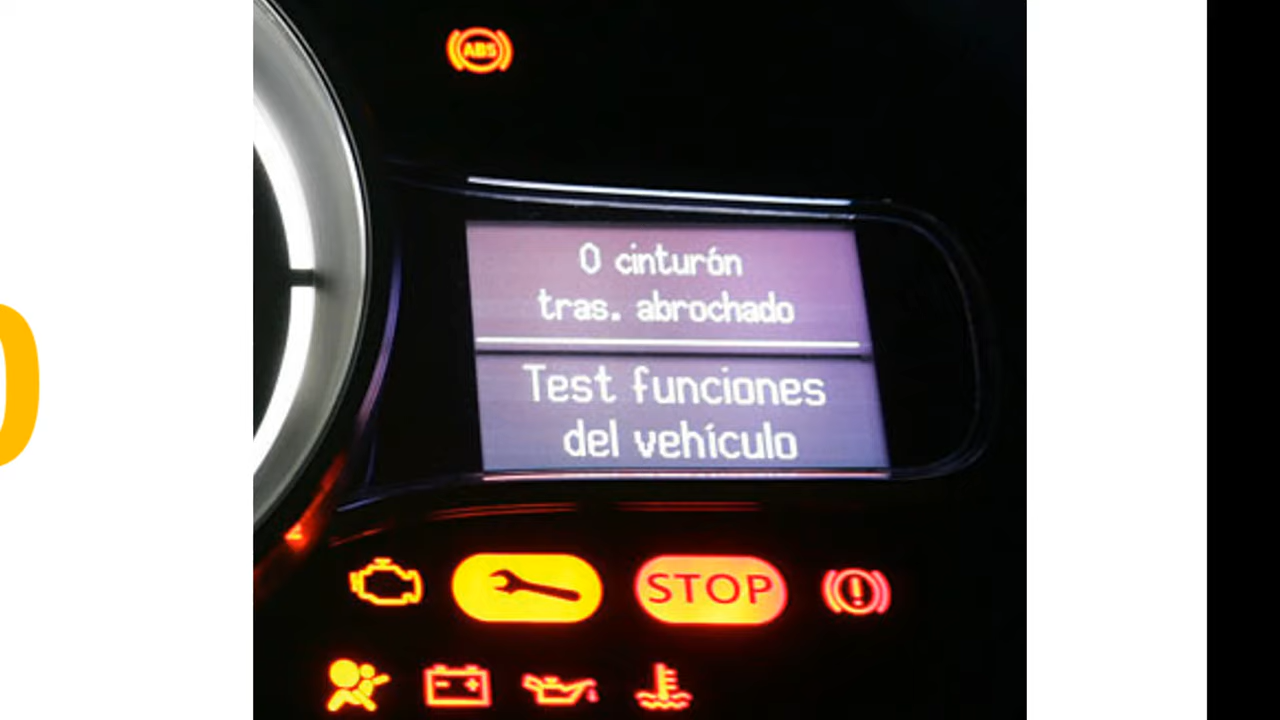 ABS
0 cinturón
tras. abrochado
Test funciones
del vehículo
STOP